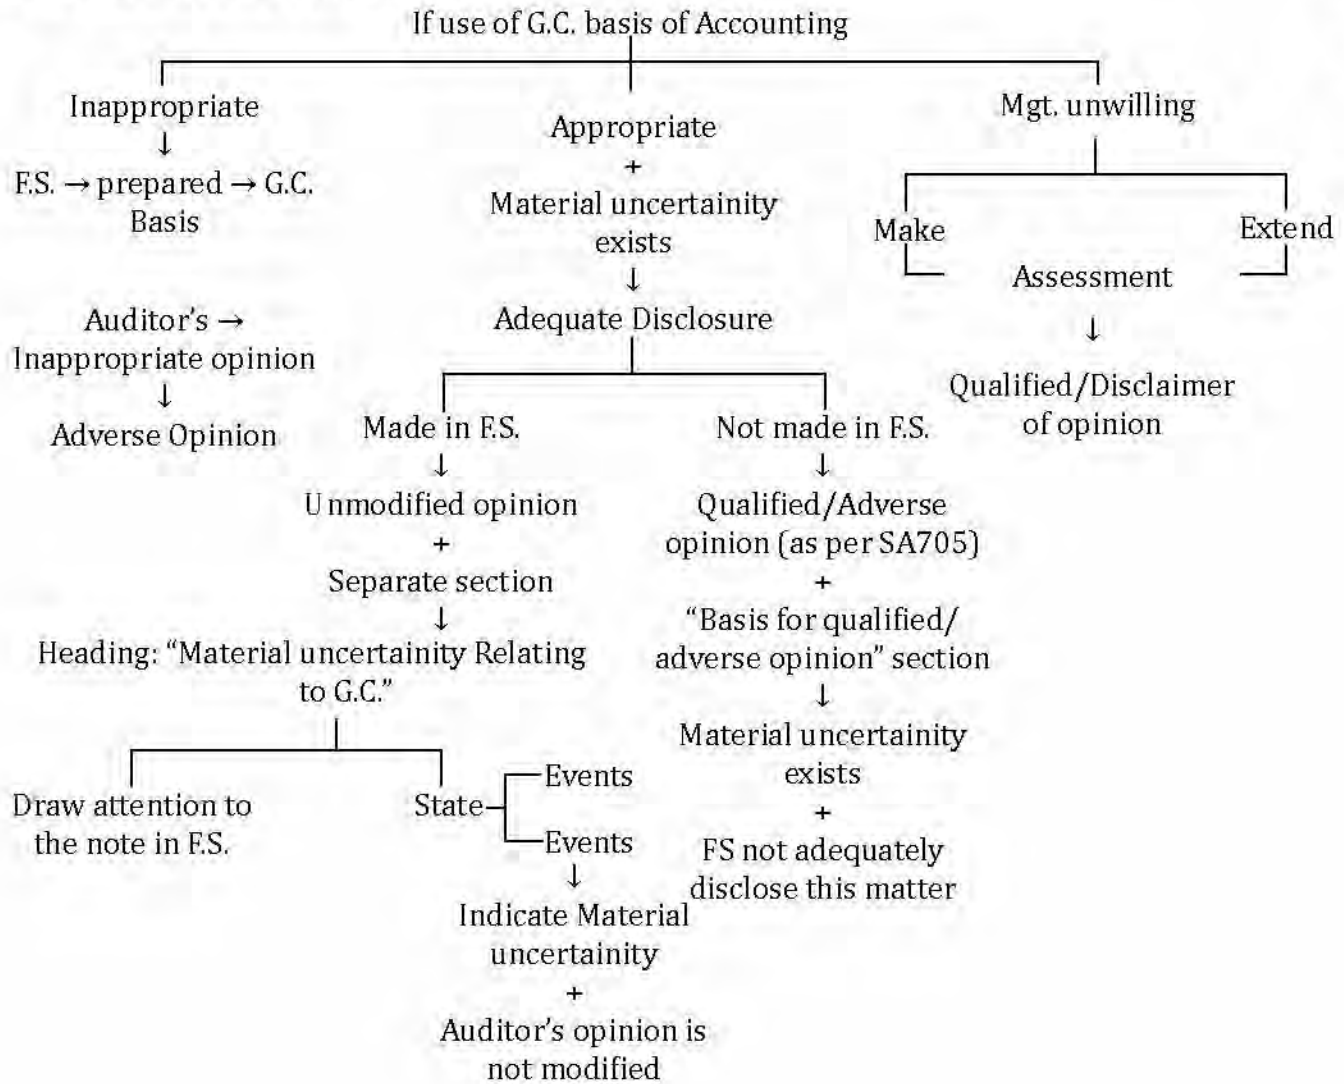 If use of G.C. basis of Accounting
Inappropriate
↓
F.S. → prepared → G.C.
Basis
Auditor's →
Inappropriate opinion
↓
Adverse Opinion
Appropriate
+
Material uncertainity
exists
↓
Adequate Disclosure
Made in F.S.
↓
Unmodified opinion
+
Separate section
↓
Heading: “Material uncertainity Relating
to G.C.”
Draw attention to
the note in F.S.
State
Events
Events
↓
Indicate Material
uncertainity
+
Auditor's opinion is
not modified
Not made in F.S.
↓
Qualified/Adverse
opinion (as per SA705)
+
“Basis for qualified/
adverse opinion” section
↓
Material uncertainity
exists
+
FS not adequately
disclose this matter
Mgt. unwilling
Make
Extend
Assessment
↓
Qualified/Disclaimer
of opinion